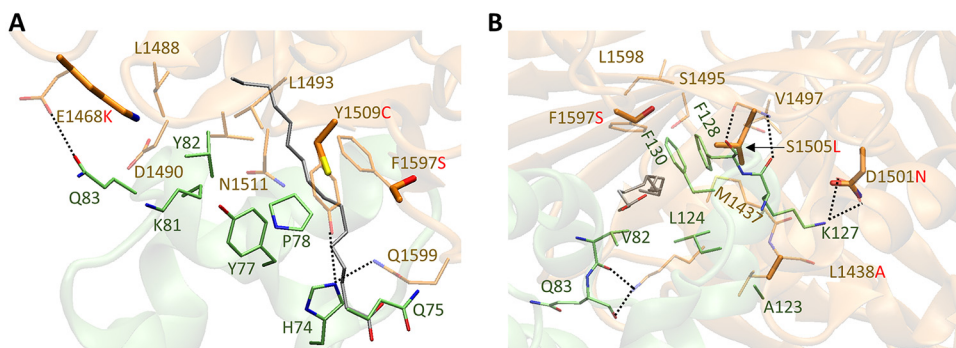 A
L1488
L1493
E1468K
Y1509C
Y82
F1597S
D1490
N1511
Q83
K81
P78
Y77
Q1599
H74
Q75
B
L1598
S1495
V1497
F1597S
F128
S1505L
F130
D1501N
M1437
L124
V82
K127
Q83
L1438A
A123